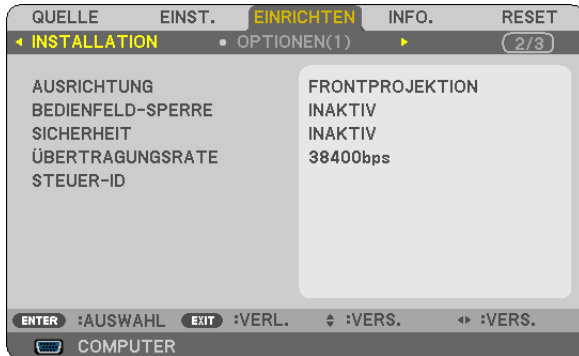 QUELLE EINST. EINRICHTEN INFO. RESET
INSTALLATION • OPTIONEN(1) 2/3
AUSRICHTUNG FRONTPROJEKTION
BEDIENFELD-SPERRE INAKTIV
SICHERHEIT INAKTIV
ÜBERTRAGUNGSRATE 38400bps
STEUER-ID
ENTER :AUSWAHL EXIT :VERL. :VERS. :VERS.
COMPUTER